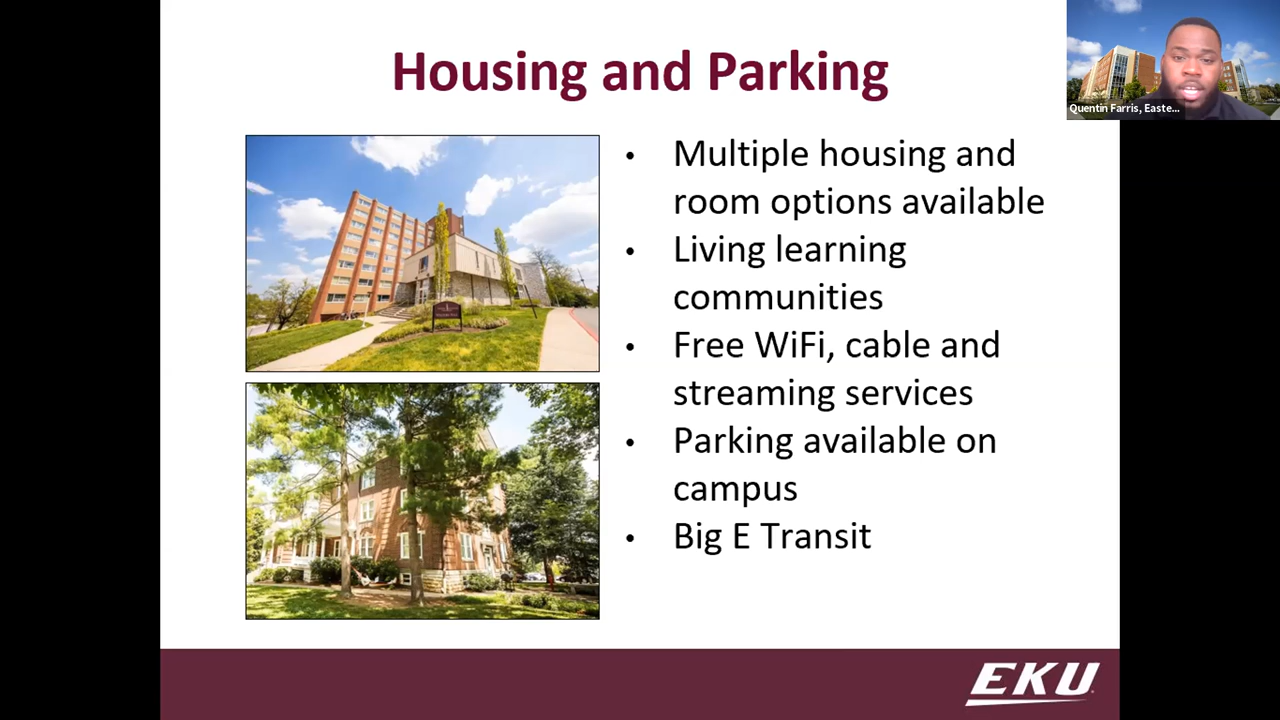 Housing and Parking
Quentin Farris, Easte...
• Multiple housing and
room options available
• Living learning
communities
• Free WiFi, cable and
streaming services
• Parking available on
campus
• Big E Transit
EKU